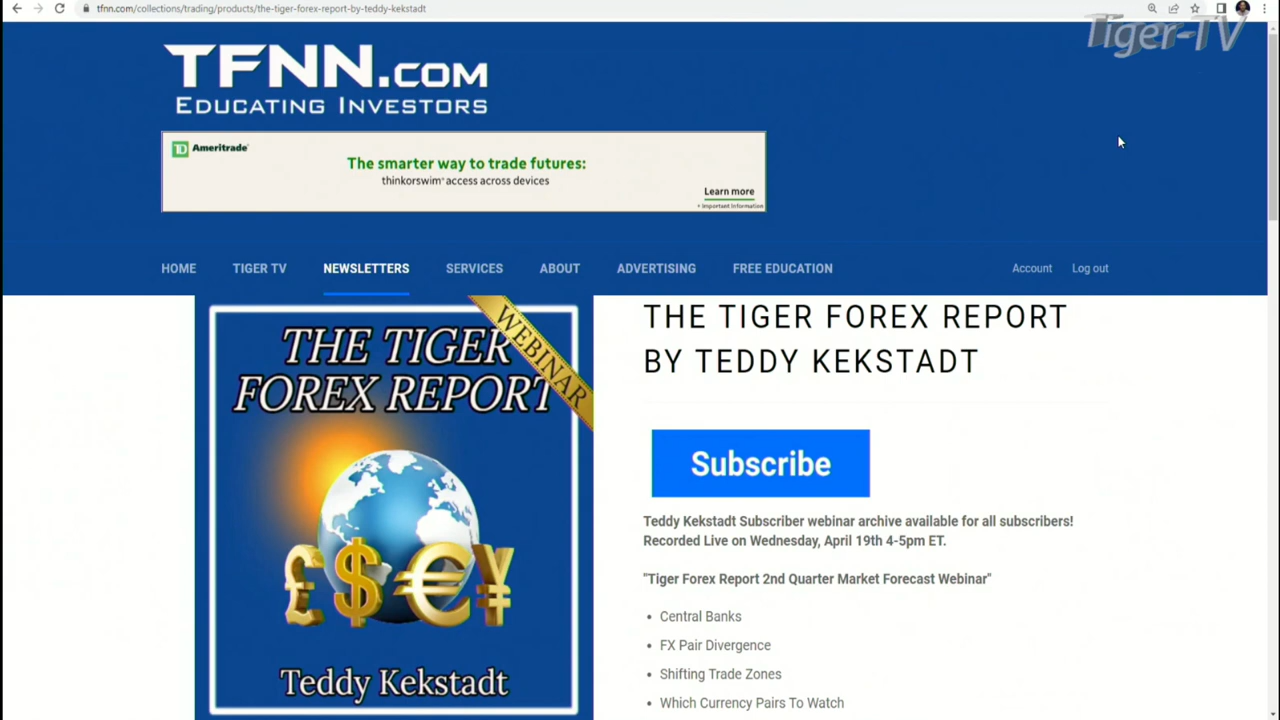 tfnn.com/collections/trading/products/the-tiger-forex-report-by-teddy-kekstadt
Tiger-TV
TFNN.COM
EDUCATING INVESTORS
TD Ameritrade
The smarter way to trade futures:
thinkorswim® access across devices
Learn more
+ Important Information
HOME TIGER TV NEWSLETTERS SERVICES ABOUT ADVERTISING FREE EDUCATION Account Log out
THE TIGER
FOREX REPORT
WEBINAR
£$€¥
Teddy Kekstadt
THE TIGER FOREX REPORT
BY TEDDY KEKSTADT
Subscribe
Teddy Kekstadt Subscriber webinar archive available for all subscribers!
Recorded Live on Wednesday, April 19th 4-5pm ET.
"Tiger Forex Report 2nd Quarter Market Forecast Webinar"
• Central Banks
• FX Pair Divergence
• Shifting Trade Zones
• Which Currency Pairs To Watch